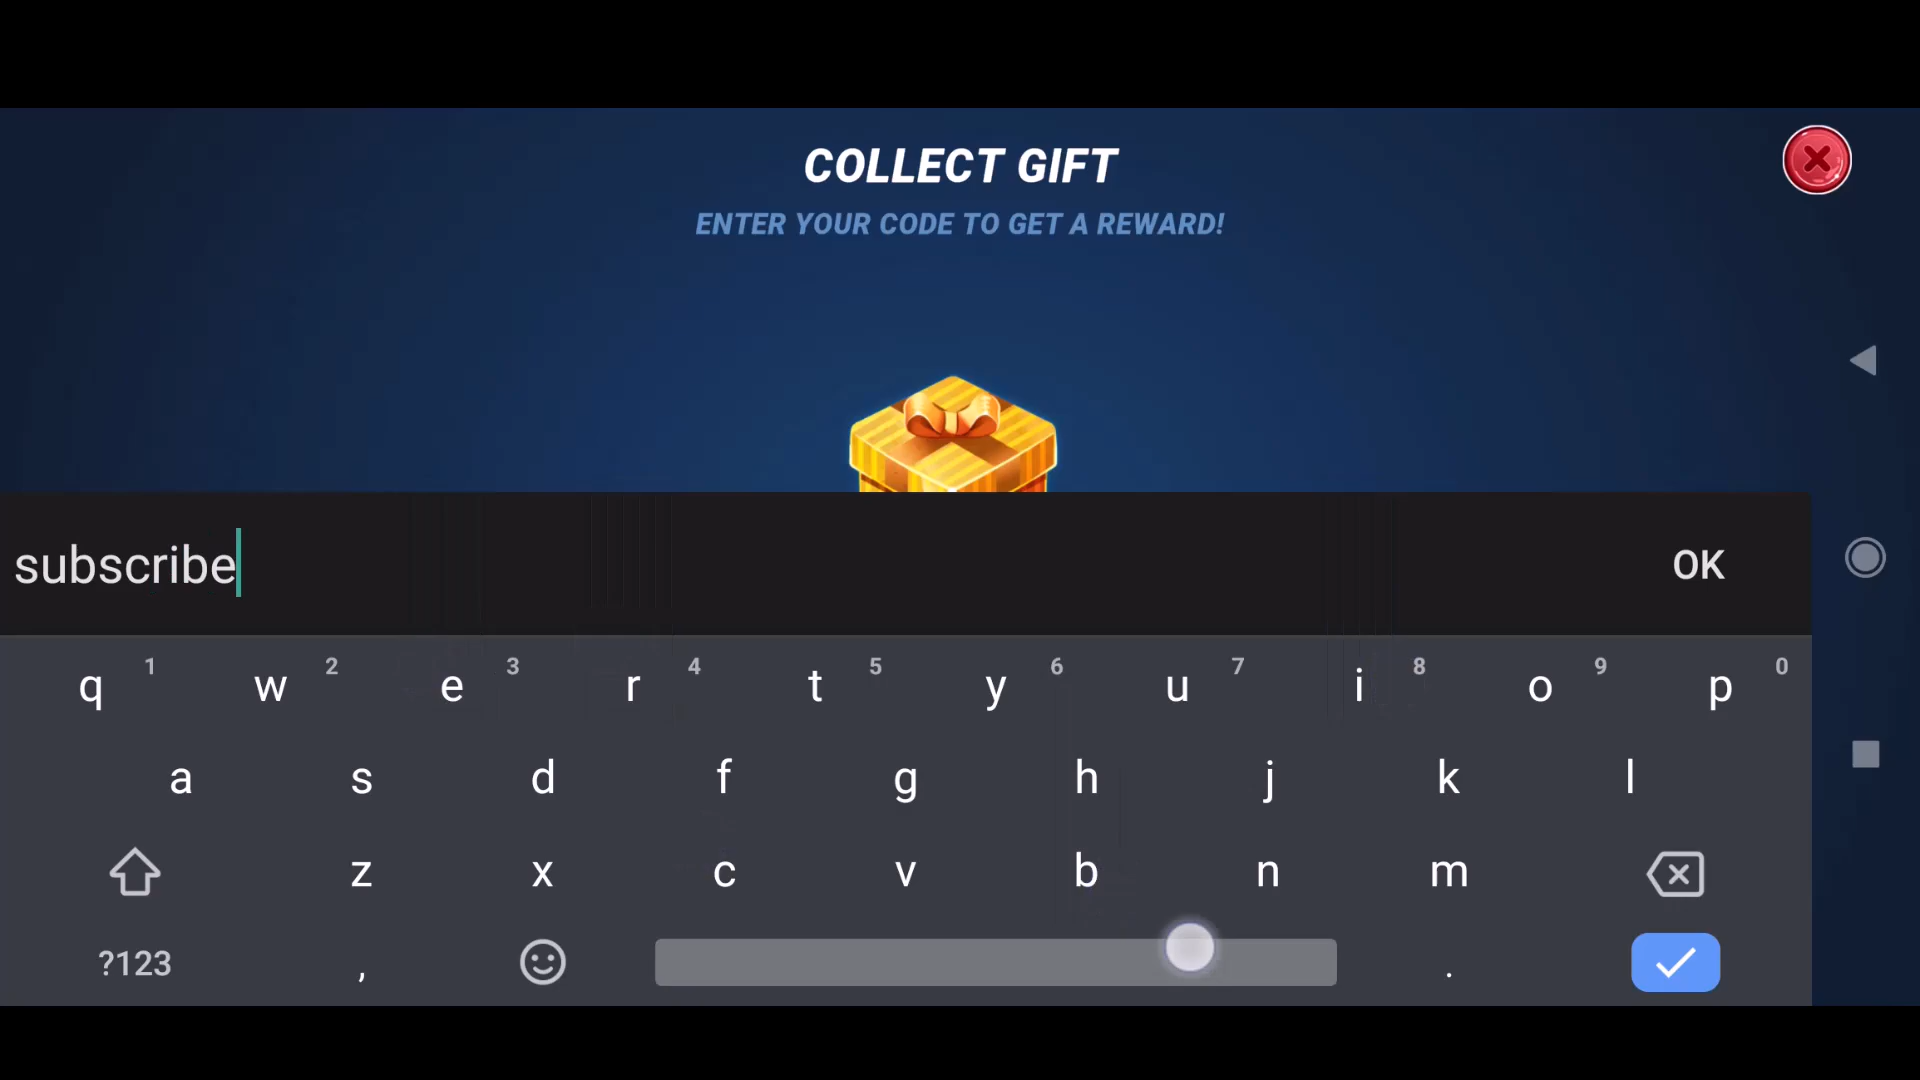 COLLECT GIFT
ENTER YOUR CODE TO GET A REWARD!
subscribe
OK
q 1 w 2 e 3 r 4 t 5 y 6 u 7 i 8 o 9 p 0
a s d f g h j k l
z x c v b n m
?123 , .